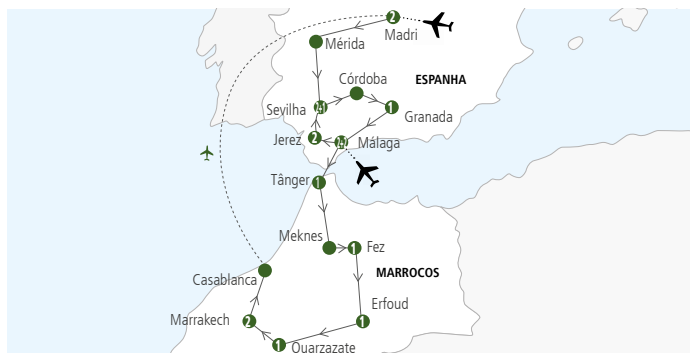 2
Madri
Mérida
Córdoba
ESPANHA
Sevilha
1
Granada
Jerez
2
Málaga
Tânger
1
Meknes
1
Fez
MARROCOS
Casablanca
Erfoud
Marrakech
2
1
1
Ouarzazate